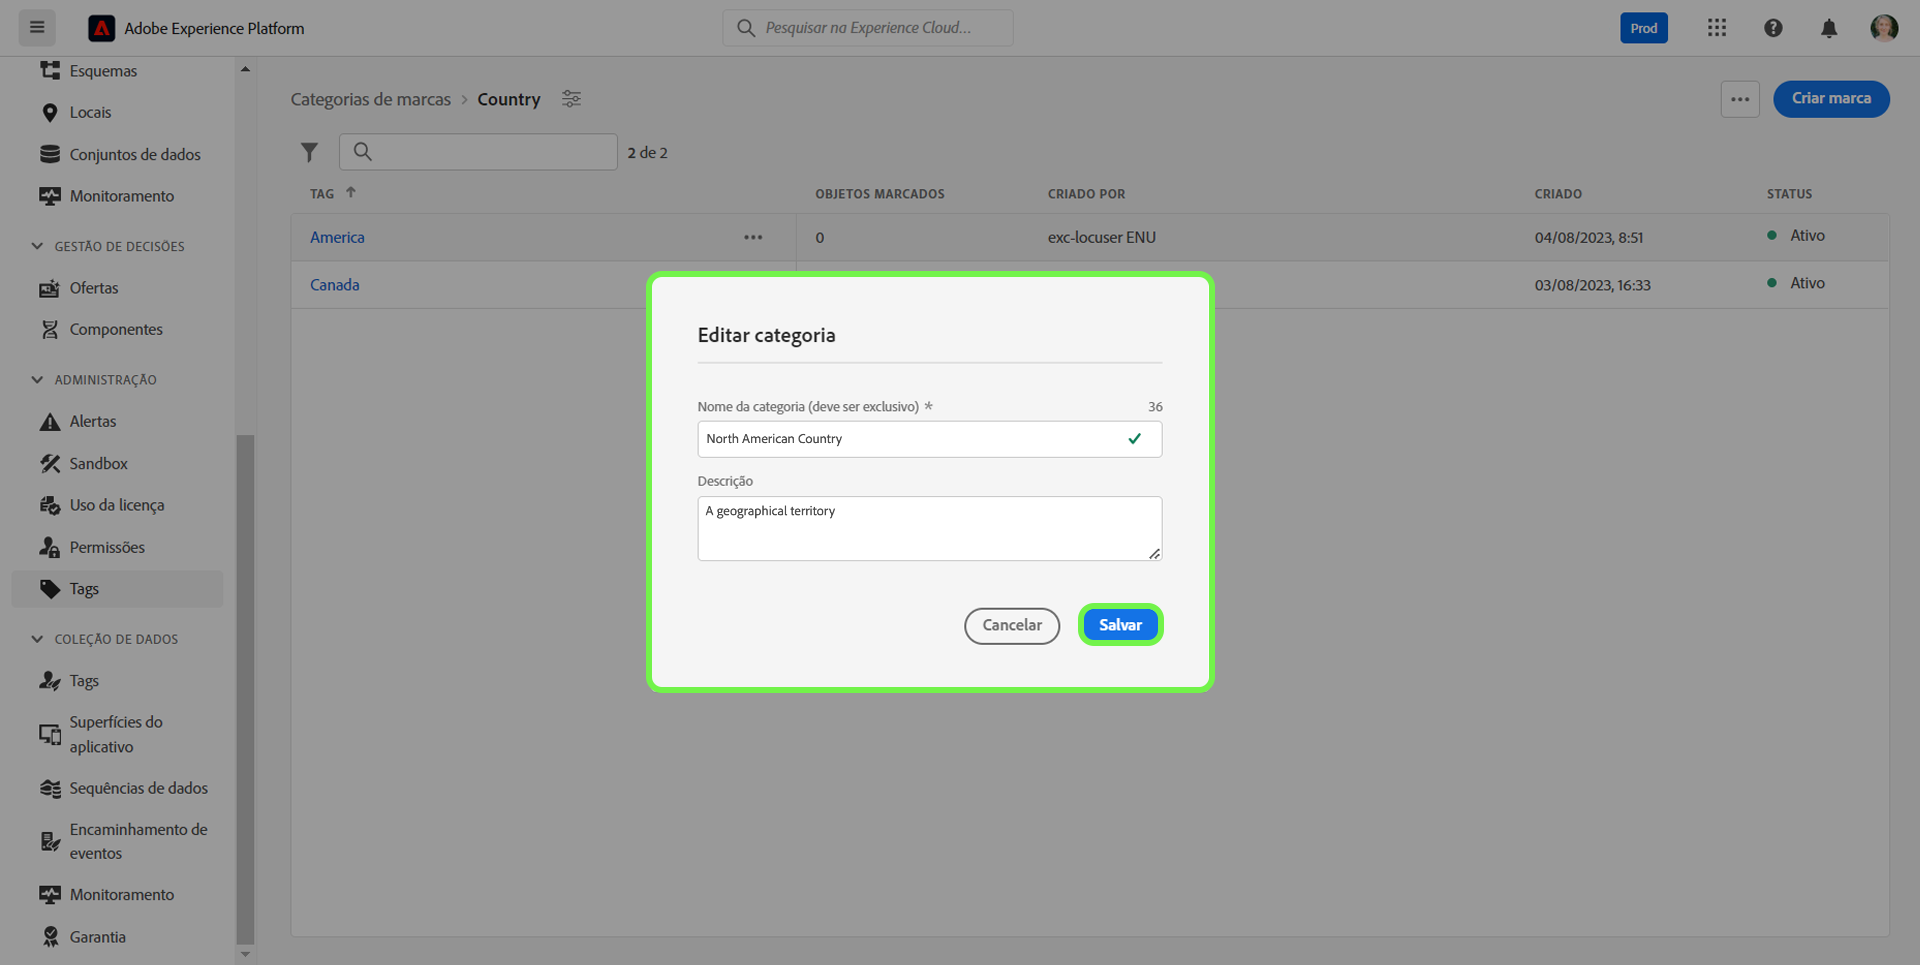 Adobe Experience Platform
Pesquisar na Experience Cloud...
Prod
Esquemas
Locais
Conjuntos de dados
Monitoramento
GESTÃO DE DECISÕES
Ofertas
Componentes
ADMINISTRAÇÃO
Alertas
Sandbox
Uso da licença
Permissões
Tags
COLEÇÃO DE DADOS
Tags
Superfícies do
aplicativo
Sequências de dados
Encaminhamento de
eventos
Monitoramento
Garantia
Categorias de marcas > Country
... Criar marca
2 de 2
TAG ↑ OBJETOS MARCADOS CRIADO POR CRIADO STATUS
America ... 0 exc-locuser ENU 04/08/2023, 8:51 Ativo
Canada 03/08/2023, 16:33 Ativo
Editar categoria
Nome da categoria (deve ser exclusivo) * 36
North American Country
Descrição
A geographical territory
Cancelar Salvar